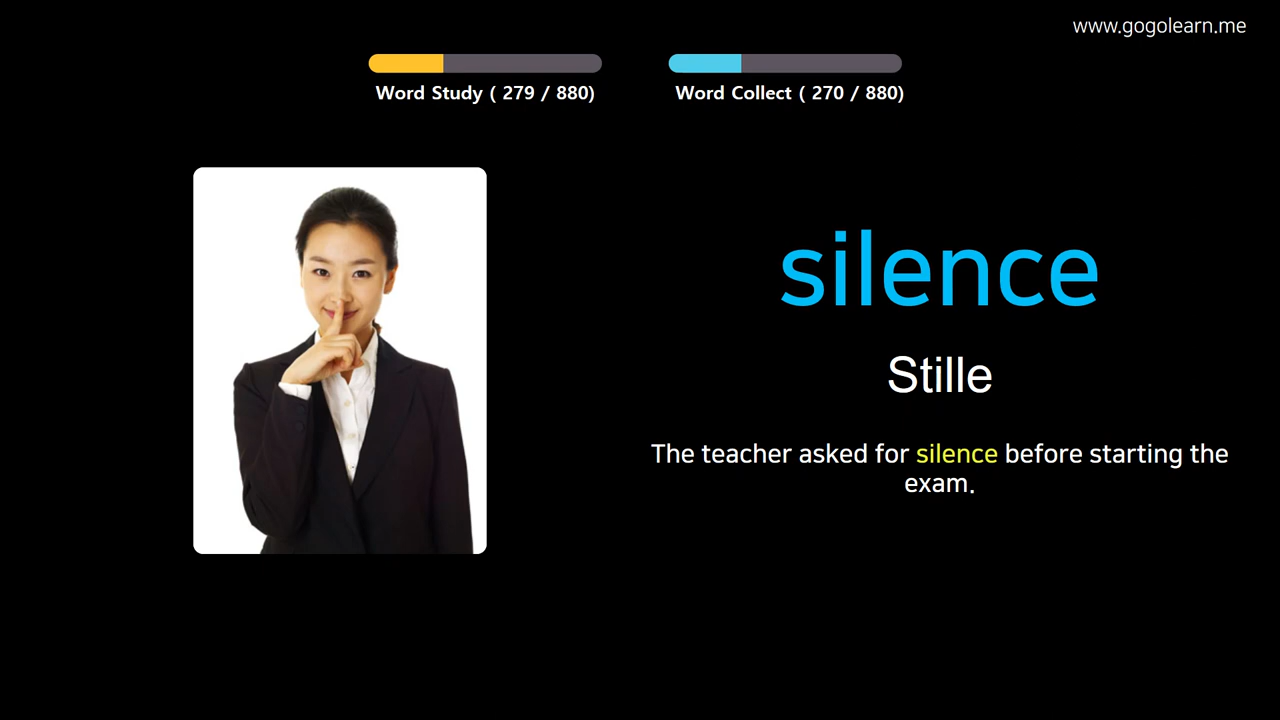 www.gogolearn.me
Word Study ( 279 / 880)
Word Collect ( 270 / 880)
silence
Stille
The teacher asked for silence before starting the
exam.